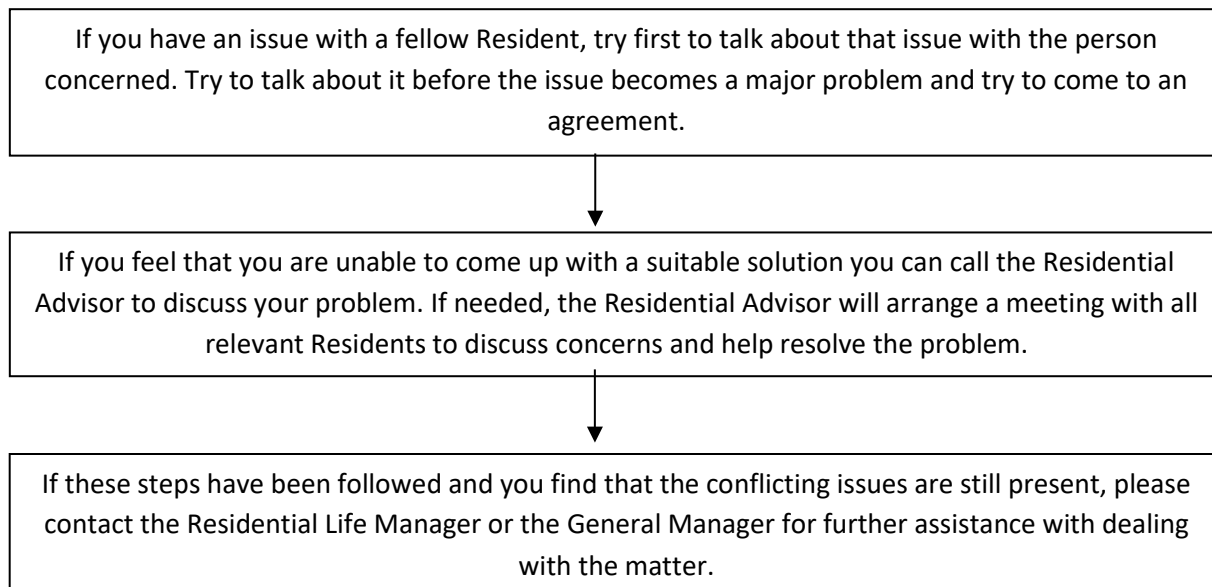 If you have an issue with a fellow Resident, try first to talk about that issue with the person
concerned. Try to talk about it before the issue becomes a major problem and try to come to an
agreement.
If you feel that you are unable to come up with a suitable solution you can call the Residential
Advisor to discuss your problem. If needed, the Residential Advisor will arrange a meeting with all
relevant Residents to discuss concerns and help resolve the problem.
If these steps have been followed and you find that the conflicting issues are still present, please
contact the Residential Life Manager or the General Manager for further assistance with dealing
with the matter.